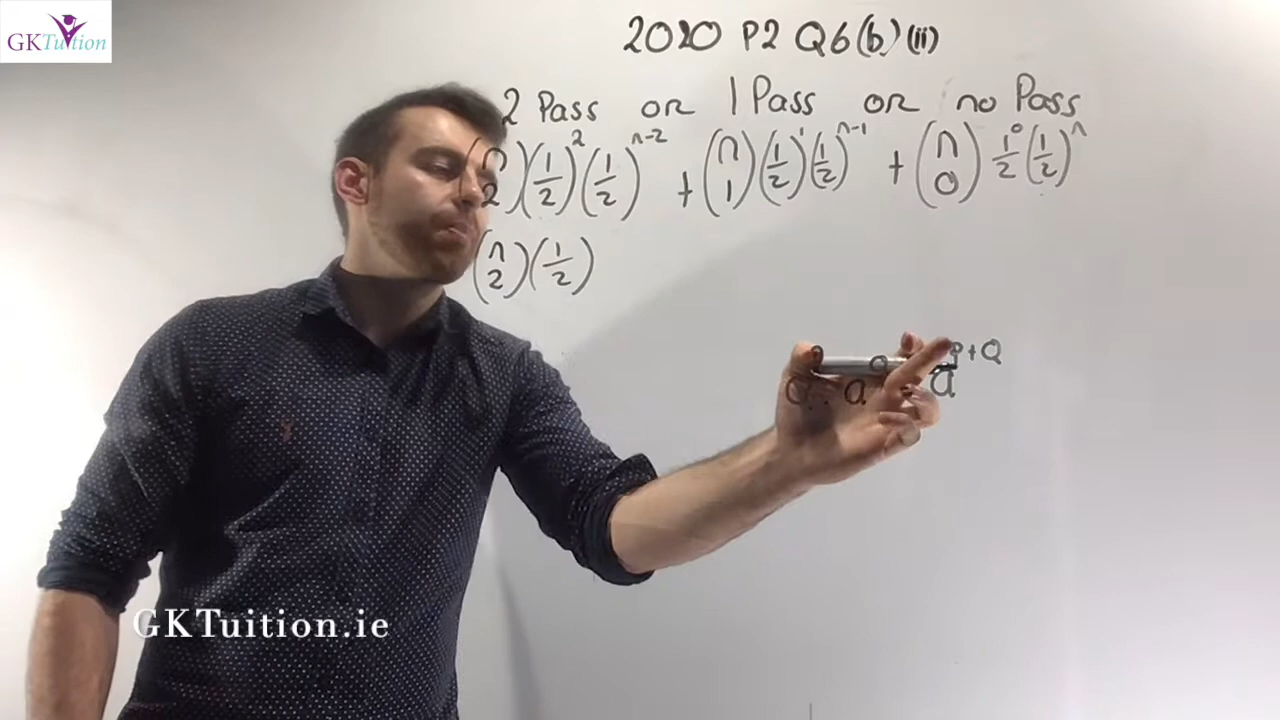 GKTuition
2020 P2 Q6(b)(ii)
2 Pass or 1 Pass or no Pass
(n 2)(1/2)^2(1/2)^n-2 + (n 1)(1/2)^1(1/2)^n-1 + (n 0) 1/2^0(1/2)^n
(n 2)(1/2)
a^P . a^Q = a^P+Q
GKTuition.ie